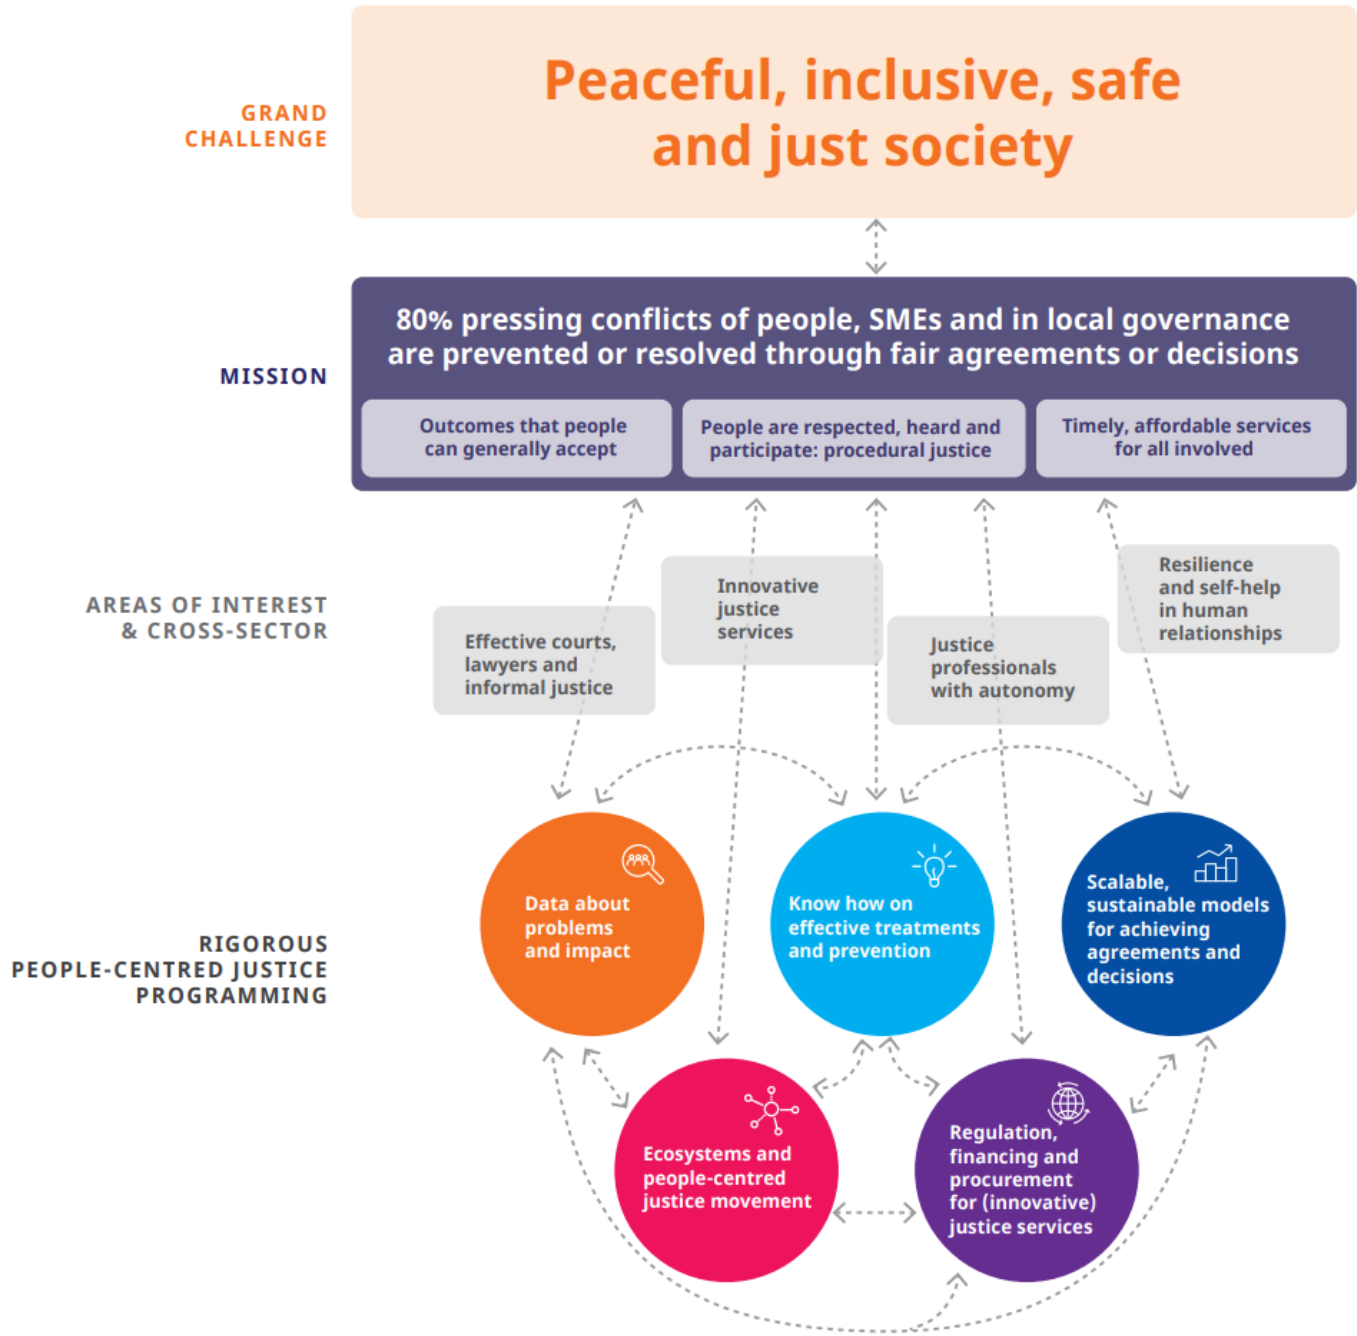 Peaceful, inclusive, safe
and just society
GRAND
CHALLENGE
80% pressing conflicts of people, SMEs and in local governance
are prevented or resolved through fair agreements or decisions
MISSION
Outcomes that people
can generally accept
People are respected, heard and
participate: procedural justice
Timely, affordable services
for all involved
AREAS OF INTEREST
& CROSS-SECTOR
Effective courts,
lawyers and
informal justice
Innovative
justice
services
Justice
professionals
with autonomy
Resilience
and self-help
in human
relationships
RIGOROUS
PEOPLE-CENTRED JUSTICE
PROGRAMMING
Data about
problems
and impact
Know how on
effective treatments
and prevention
Scalable,
sustainable models
for achieving
agreements and
decisions
Ecosystems and
people-centred
justice movement
Regulation,
financing and
procurement
for (innovative)
justice services